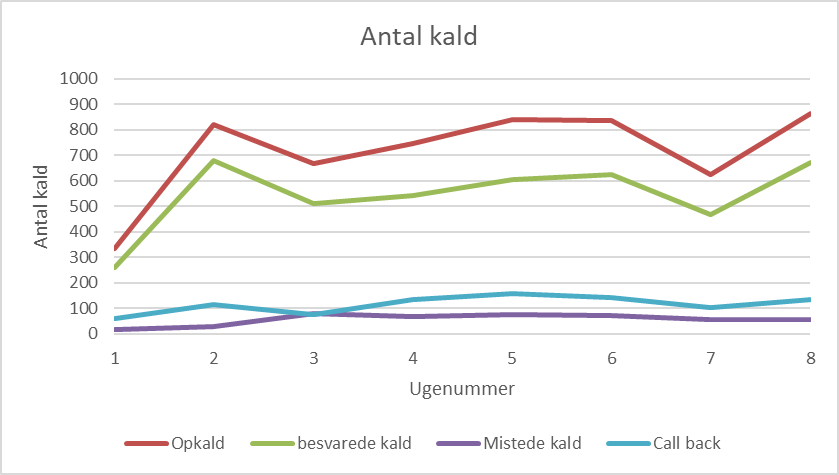 Antal kald
1000
900
800
700
600
500
400
300
200
100
0
Antal kald
1 2 3 4 5 6 7 8
Ugenummer
Opkald besvarede kald Mistede kald Call back